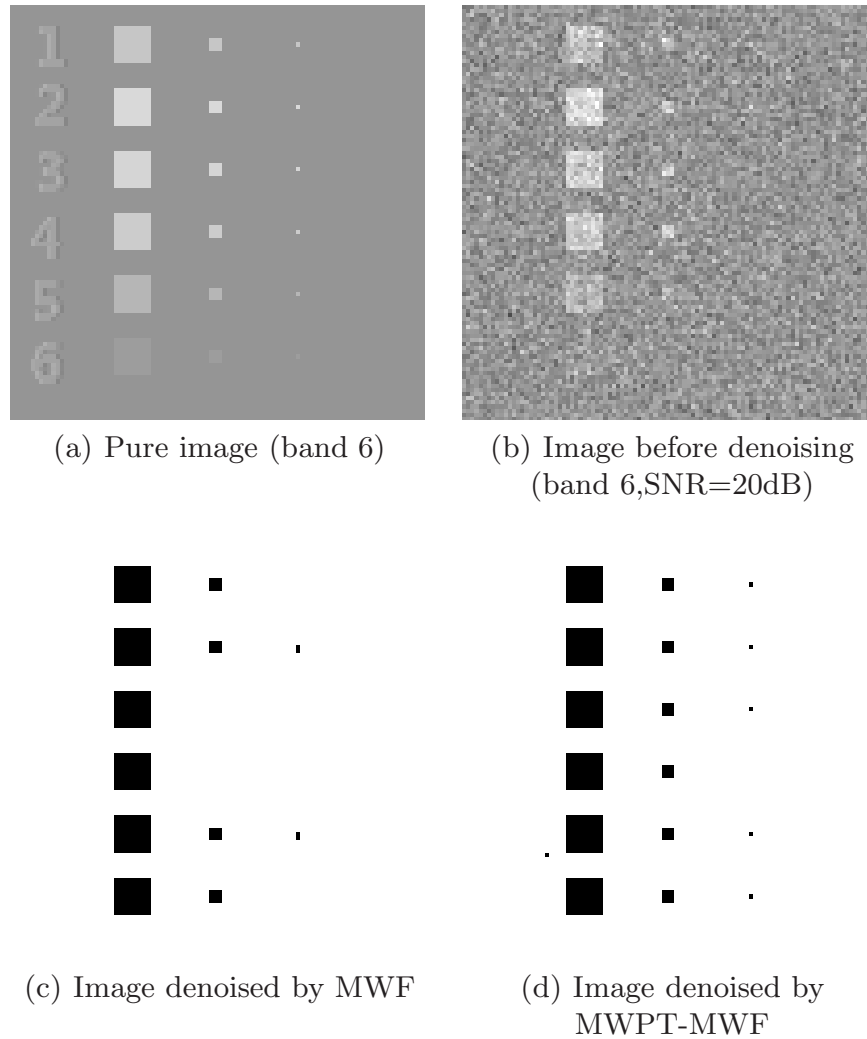 1
2
3
4
5
6
(a) Pure image (band 6)
(b) Image before denoising
(band 6,SNR=20dB)
(c) Image denoised by MWF
(d) Image denoised by
MWPT-MWF